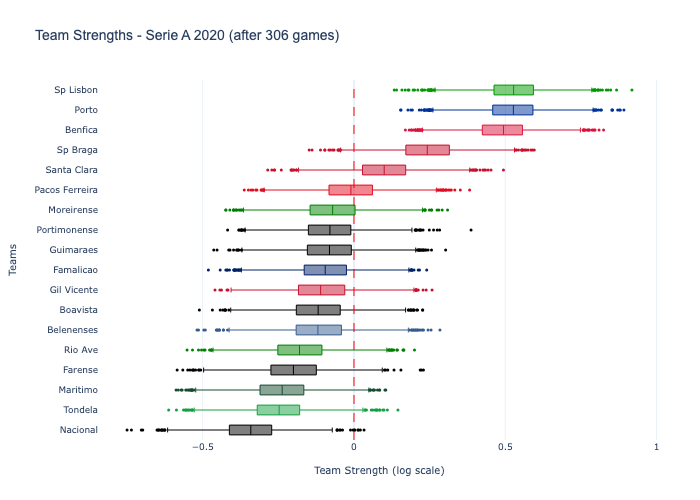 Team Strengths - Serie A 2020 (after 306 games)
Sp Lisbon
Porto
Benfica
Sp Braga
Santa Clara
Pacos Ferreira
Moreirense
Portimonense
Guimaraes
Famalicao
Gil Vicente
Boavista
Belenenses
Rio Ave
Farense
Maritimo
Tondela
Nacional
Teams
−0.5
0
0.5
1
Team Strength (log scale)